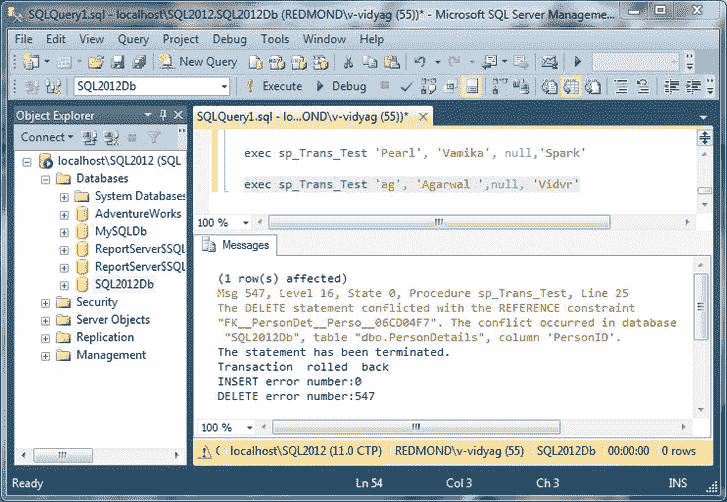 SQLQuery1.sql - localhost\SQL2012.SQL2012Db (REDMOND\v-vidyag (55))* - Microsoft SQL Server Manageme...
File Edit View Query Project Debug Tools Window Help
New Query
SQL2012Db
Execute Debug
Object Explorer
Connect
localhost\SQL2012 (SQL
Databases
System Databases
AdventureWorks
MySQLDb
ReportServer$SQL
ReportServer$SQL
SQL2012Db
Security
Server Objects
Replication
Management
SQLQuery1.sql - lo...OND\v-vidyag (55))*
exec sp_Trans_Test 'Pearl', 'Vamika', null,'Spark'
exec sp_Trans_Test 'ag', 'Agarwal ',null, 'Vidvr'
100 %
Messages
(1 row(s) affected)
Msg 547, Level 16, State 0, Procedure sp_Trans_Test, Line 25
The DELETE statement conflicted with the REFERENCE constraint
"FK__PersonDet__Perso__06CD04F7". The conflict occurred in database
"SQL2012Db", table "dbo.PersonDetails", column 'PersonID'.
The statement has been terminated.
Transaction rolled back
INSERT error number:0
DELETE error number:547
100 %
localhost\SQL2012 (11.0 CTP) REDMOND\v-vidyag (55) SQL2012Db 00:00:00 0 rows
Ready Ln 54 Col 3 Ch 3 INS